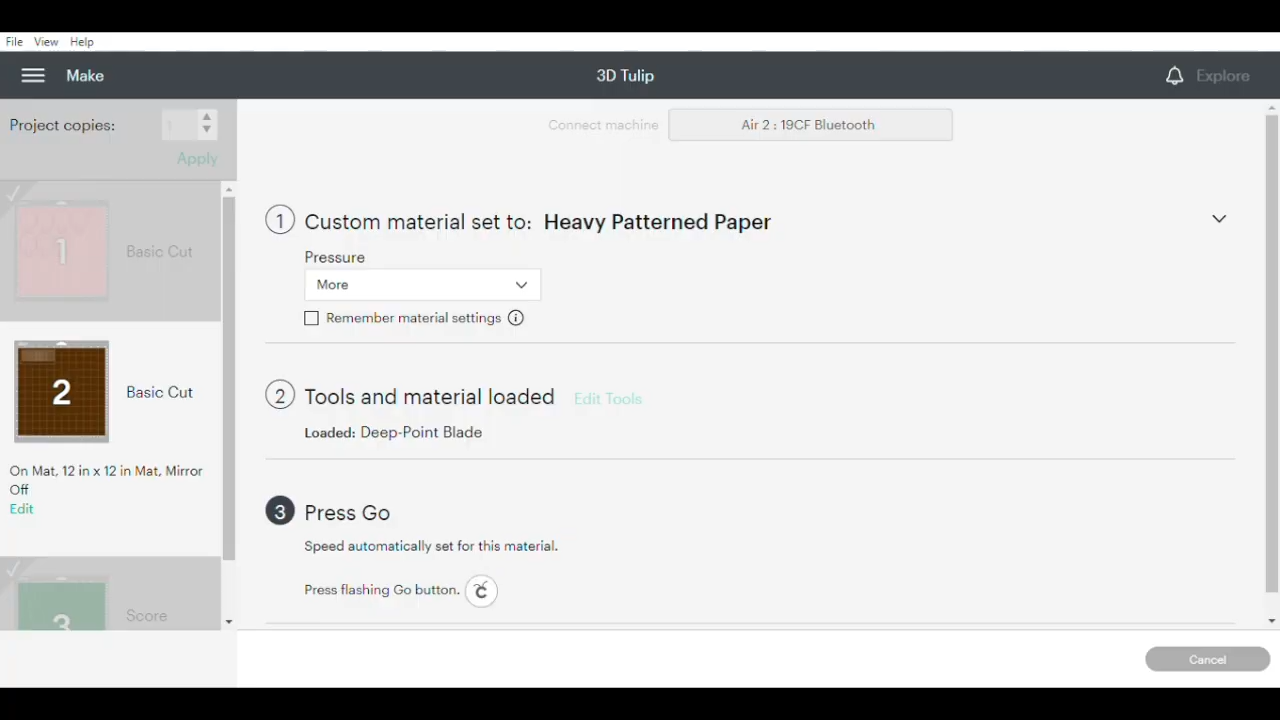 File View Help
Make
3D Tulip
Explore
Project copies:
1
Apply
1
Basic Cut
2
Basic Cut
On Mat, 12 in x 12 in Mat, Mirror
Off
Edit
3
Score
Connect machine
Air 2 : 19CF Bluetooth
1 Custom material set to: Heavy Patterned Paper
Pressure
More
Remember material settings
2 Tools and material loaded Edit Tools
Loaded: Deep-Point Blade
3 Press Go
Speed automatically set for this material.
Press flashing Go button.
Cancel